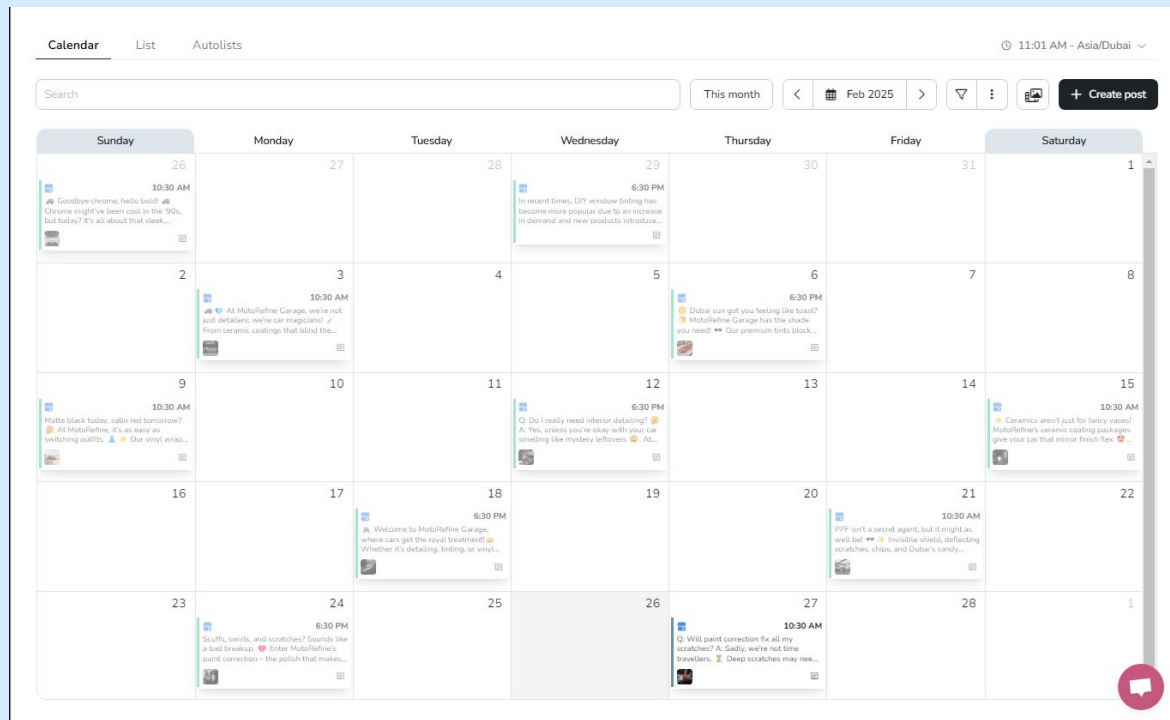 Calendar List Autolists 11:01 AM - Asia/Dubai
Search This month Feb 2025 + Create post
Sunday Monday Tuesday Wednesday Thursday Friday Saturday
26 27 28 29 30 31 1
10:30 AM
🚗 Goodbye chrome, hello bold! 🚗
Chrome might've been cool in the '90s,
but today? It's all about that sleek,...
6:30 PM
In recent times, DIY window tinting has
become more popular due to an increase
in demand and new products introduce...
2 3 4 5 6 7 8
10:30 AM
🚗 💎 At MotoRefine Garage, we're not
just detailers; we're car magicians! 🪄
From ceramic coatings that blind the...
6:30 PM
🌞 Dubai sun got you feeling like toast?
🍞 MotoRefine Garage has the shade
you need! 🕶️ Our premium tints block...
9 10 11 12 13 14 15
10:30 AM
Matte black today, satin red tomorrow?
🤔 At MotoRefine, it's as easy as
switching outfits. 👗 ✨ Our vinyl wrap...
6:30 PM
Q: Do I really need interior detailing? 🤔
A: Yes, unless you're okay with your car
smelling like mystery leftovers 😩. At...
10:30 AM
✨ Ceramics aren't just for fancy vases!
MotoRefine's ceramic coating packages
give your car that mirror finish flex 🤩...
16 17 18 19 20 21 22
6:30 PM
🚘 Welcome to MotoRefine Garage,
where cars get the royal treatment! 👑
Whether it's detailing, tinting, or vinyl...
10:30 AM
PPF isn't a secret agent, but it might as
well be! 🕶️ ✨ Invisible shield, deflecting
scratches, chips, and Dubai's sandy...
23 24 25 26 27 28 1
6:30 PM
Scuffs, swirls, and scratches? Sounds like
a bad breakup. 💔 Enter MotoRefine's
paint correction – the polish that makes...
10:30 AM
Q: Will paint correction fix all my
scratches? A: Sadly, we're not time
travellers. ⏳ Deep scratches may nee...